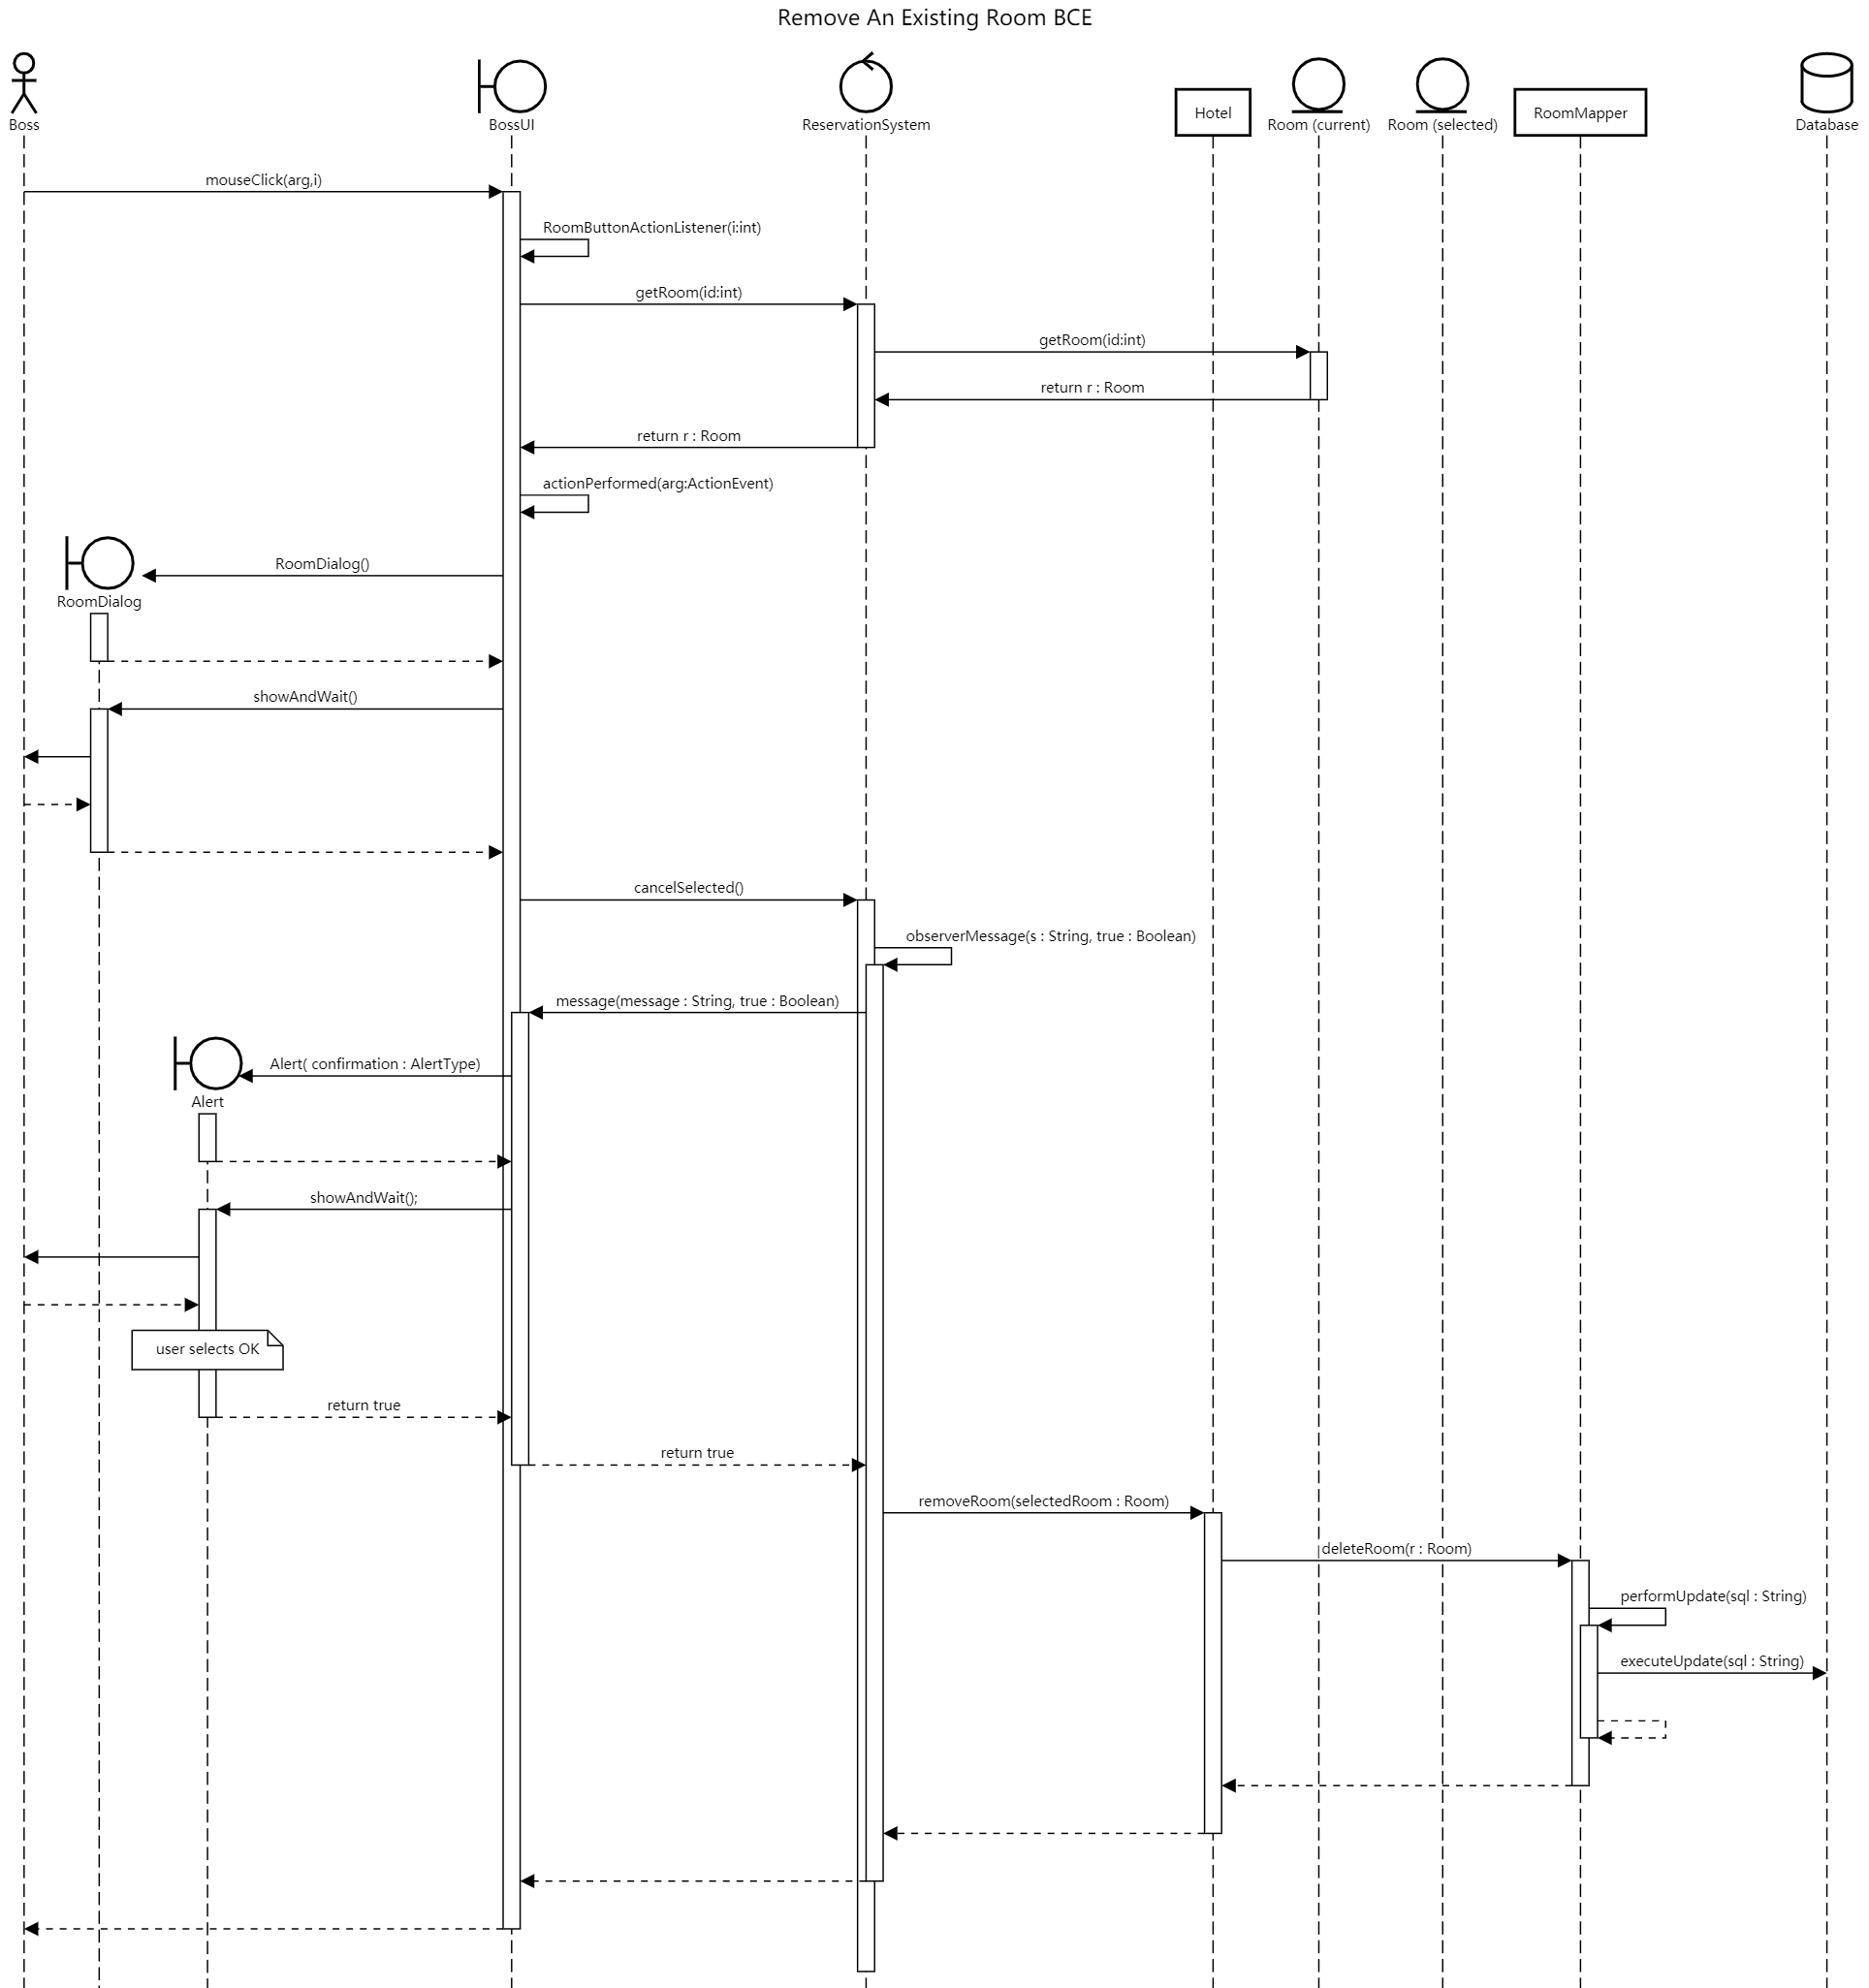 Remove An Existing Room BCE
Boss
BossUI
ReservationSystem
Hotel
Room (current)
Room (selected)
RoomMapper
Database
mouseClick(arg,i)
RoomButtonActionListener(i:int)
getRoom(id:int)
getRoom(id:int)
return r : Room
return r : Room
actionPerformed(arg:ActionEvent)
RoomDialog()
RoomDialog
showAndWait()
cancelSelected()
observerMessage(s : String, true : Boolean)
message(message : String, true : Boolean)
Alert( confirmation : AlertType)
Alert
showAndWait();
user selects OK
return true
return true
removeRoom(selectedRoom : Room)
deleteRoom(r : Room)
performUpdate(sql : String)
executeUpdate(sql : String)